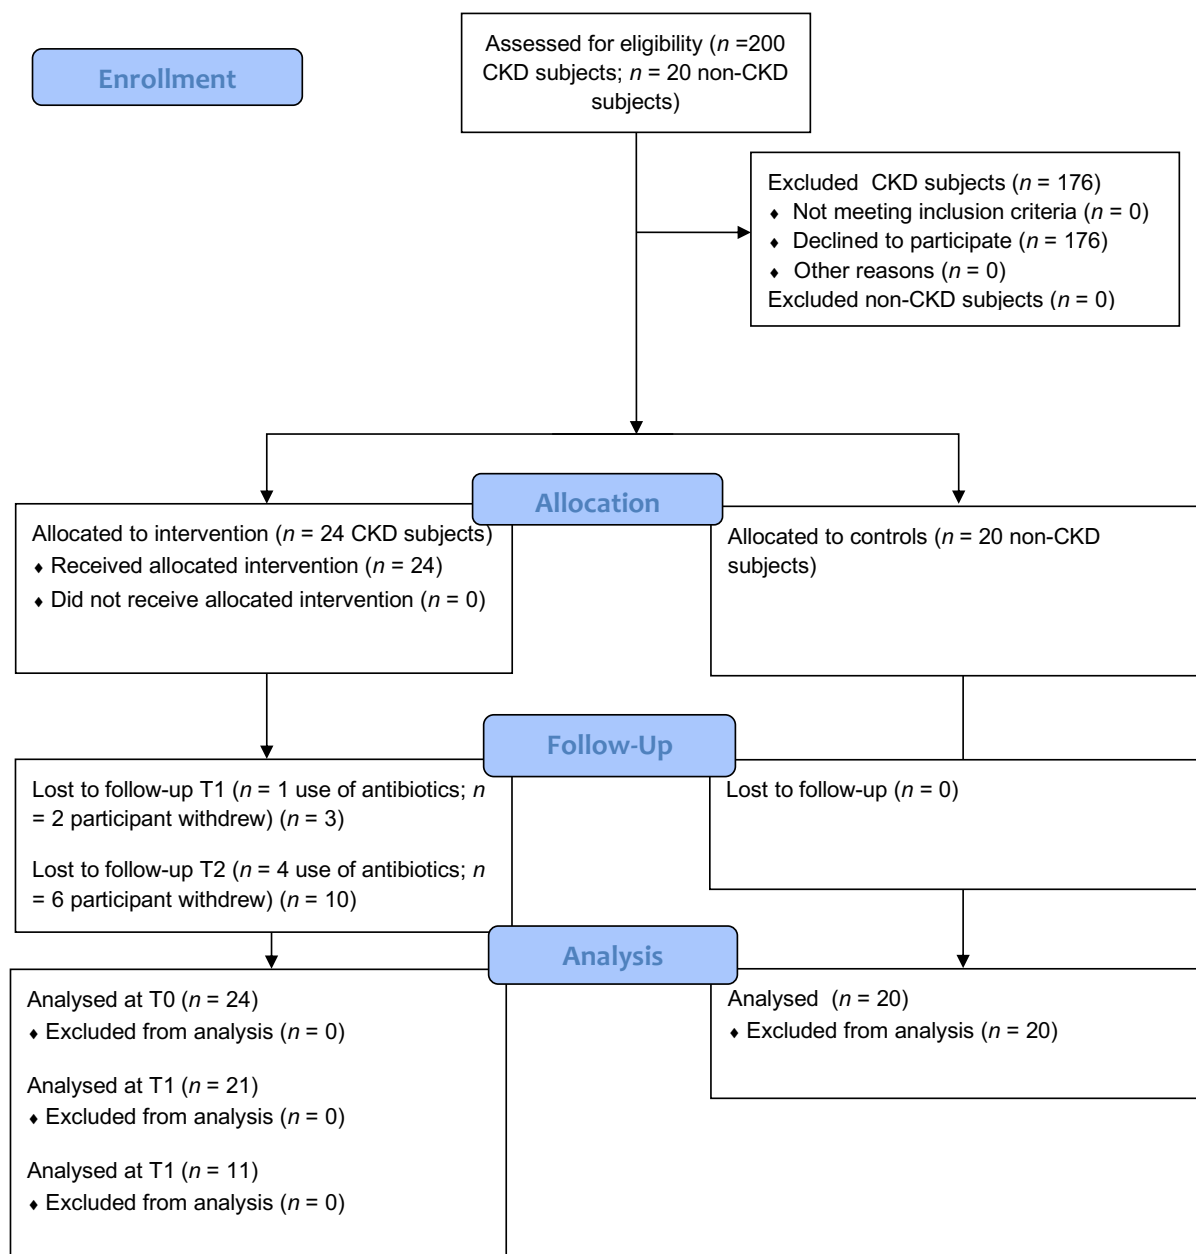 Enrollment
Assessed for eligibility (n =200
CKD subjects; n = 20 non-CKD
subjects)
Excluded  CKD subjects (n = 176)
♦ Not meeting inclusion criteria (n = 0)
♦ Declined to participate (n = 176)
♦ Other reasons (n = 0)
Excluded non-CKD subjects (n = 0)
Allocation
Allocated to intervention (n = 24 CKD subjects)
♦ Received allocated intervention (n = 24)
♦ Did not receive allocated intervention (n = 0)
Allocated to controls (n = 20 non-CKD
subjects)
Follow-Up
Lost to follow-up T1 (n = 1 use of antibiotics; n
= 2 participant withdrew) (n = 3)
Lost to follow-up T2 (n = 4 use of antibiotics; n
= 6 participant withdrew) (n = 10)
Lost to follow-up (n = 0)
Analysis
Analysed at T0 (n = 24)
♦ Excluded from analysis (n = 0)
Analysed at T1 (n = 21)
♦ Excluded from analysis (n = 0)
Analysed at T1 (n = 11)
♦ Excluded from analysis (n = 0)
Analysed  (n = 20)
♦ Excluded from analysis (n = 20)